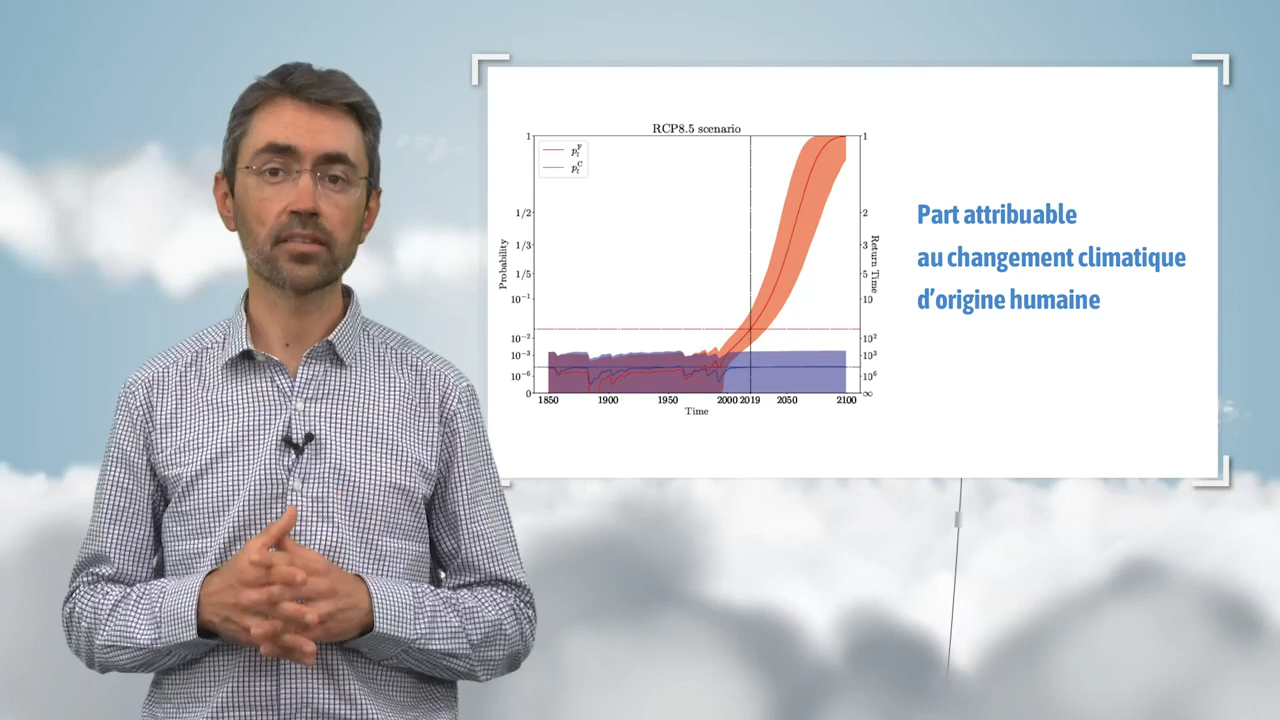 RCP8.5 scenario
p_t^F
p_t^C
Probability
1
1/2
1/3
1/5
10⁻¹
10⁻²
10⁻³
10⁻⁶
0
1
2
3
5
10
10²
10³
10⁶
∞
Return Time
1850 1900 1950 2000 2019 2050 2100
Time
Part attribuable
au changement climatique
d'origine humaine